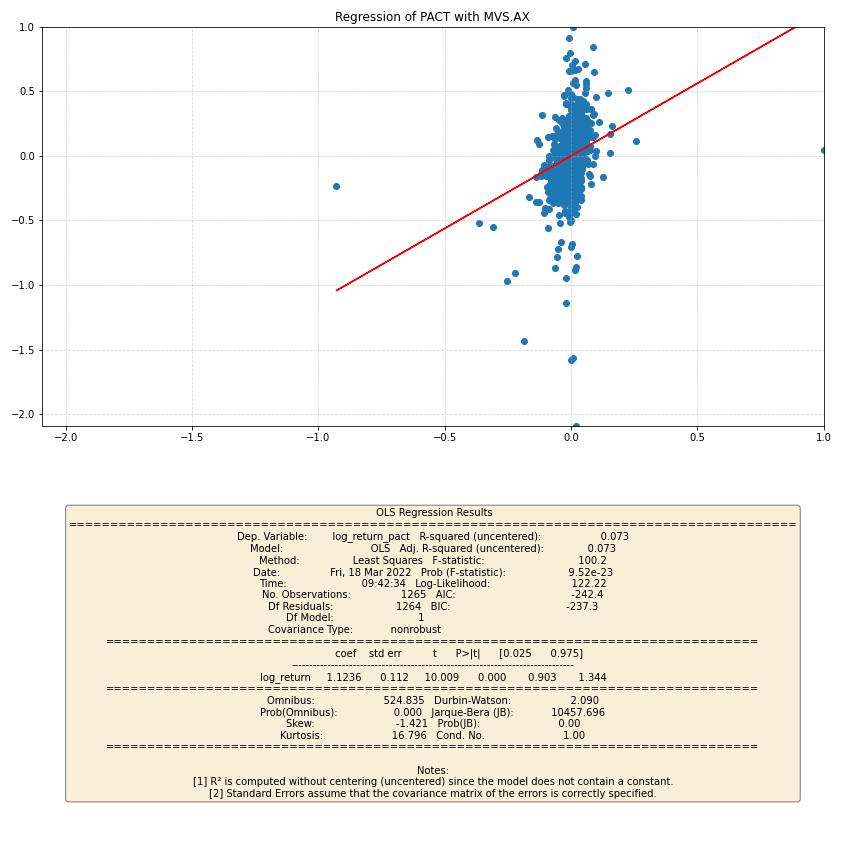 Regression of PACT with MVS.AX
1.0
0.5
0.0
−0.5
−1.0
−1.5
−2.0
−2.0 −1.5 −1.0 −0.5 0.0 0.5 1.0
OLS Regression Results
==============================================================================
Dep. Variable: log_return_pact R-squared (uncentered): 0.073
Model: OLS Adj. R-squared (uncentered): 0.073
Method: Least Squares F-statistic: 100.2
Date: Fri, 18 Mar 2022 Prob (F-statistic): 9.52e-23
Time: 09:42:34 Log-Likelihood: 122.22
No. Observations: 1265 AIC: -242.4
Df Residuals: 1264 BIC: -237.3
Df Model: 1
Covariance Type: nonrobust
==============================================================================
coef std err t P>|t| [0.025 0.975]
------------------------------------------------------------------------------
log_return 1.1236 0.112 10.009 0.000 0.903 1.344
==============================================================================
Omnibus: 524.835 Durbin-Watson: 2.090
Prob(Omnibus): 0.000 Jarque-Bera (JB): 10457.696
Skew: -1.421 Prob(JB): 0.00
Kurtosis: 16.796 Cond. No. 1.00
==============================================================================
Notes:
[1] R² is computed without centering (uncentered) since the model does not contain a constant.
[2] Standard Errors assume that the covariance matrix of the errors is correctly specified.